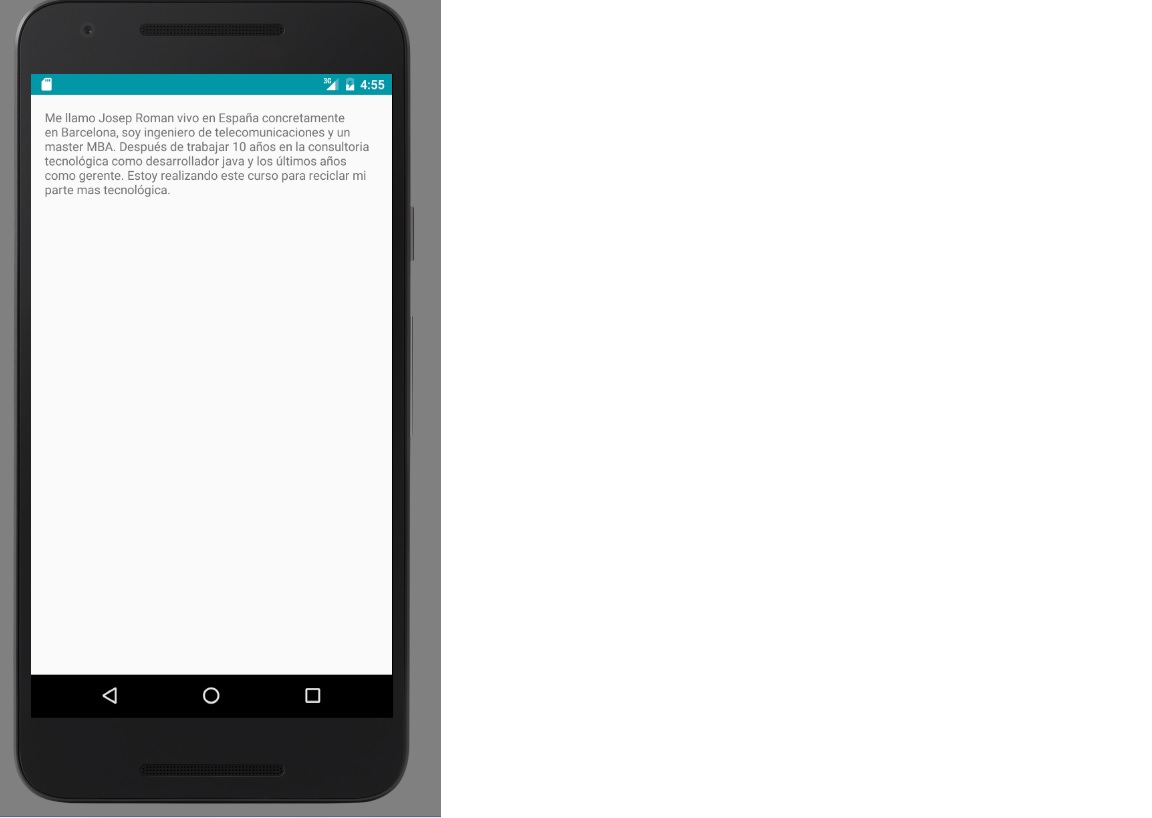 3G 4:55
Me llamo Josep Roman vivo en España concretamente
en Barcelona, soy ingeniero de telecomunicaciones y un
master MBA. Después de trabajar 10 años en la consultoria
tecnológica como desarrollador java y los últimos años
como gerente. Estoy realizando este curso para reciclar mi
parte mas tecnológica.